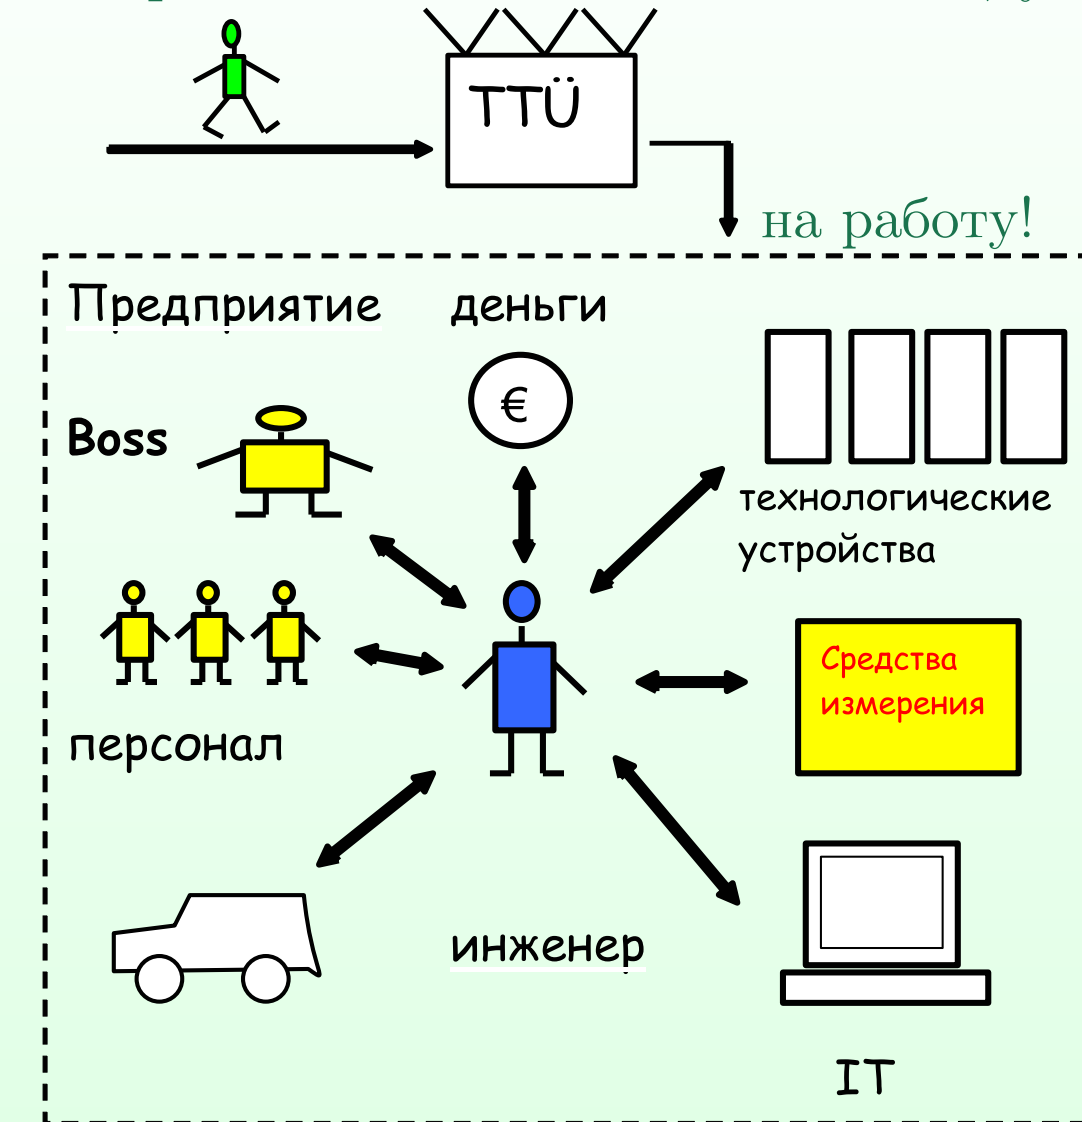 TTÜ
на работу!
Предприятие
деньги
€
Boss
технологические
устройства
Средства
измерения
персонал
инженер
IT